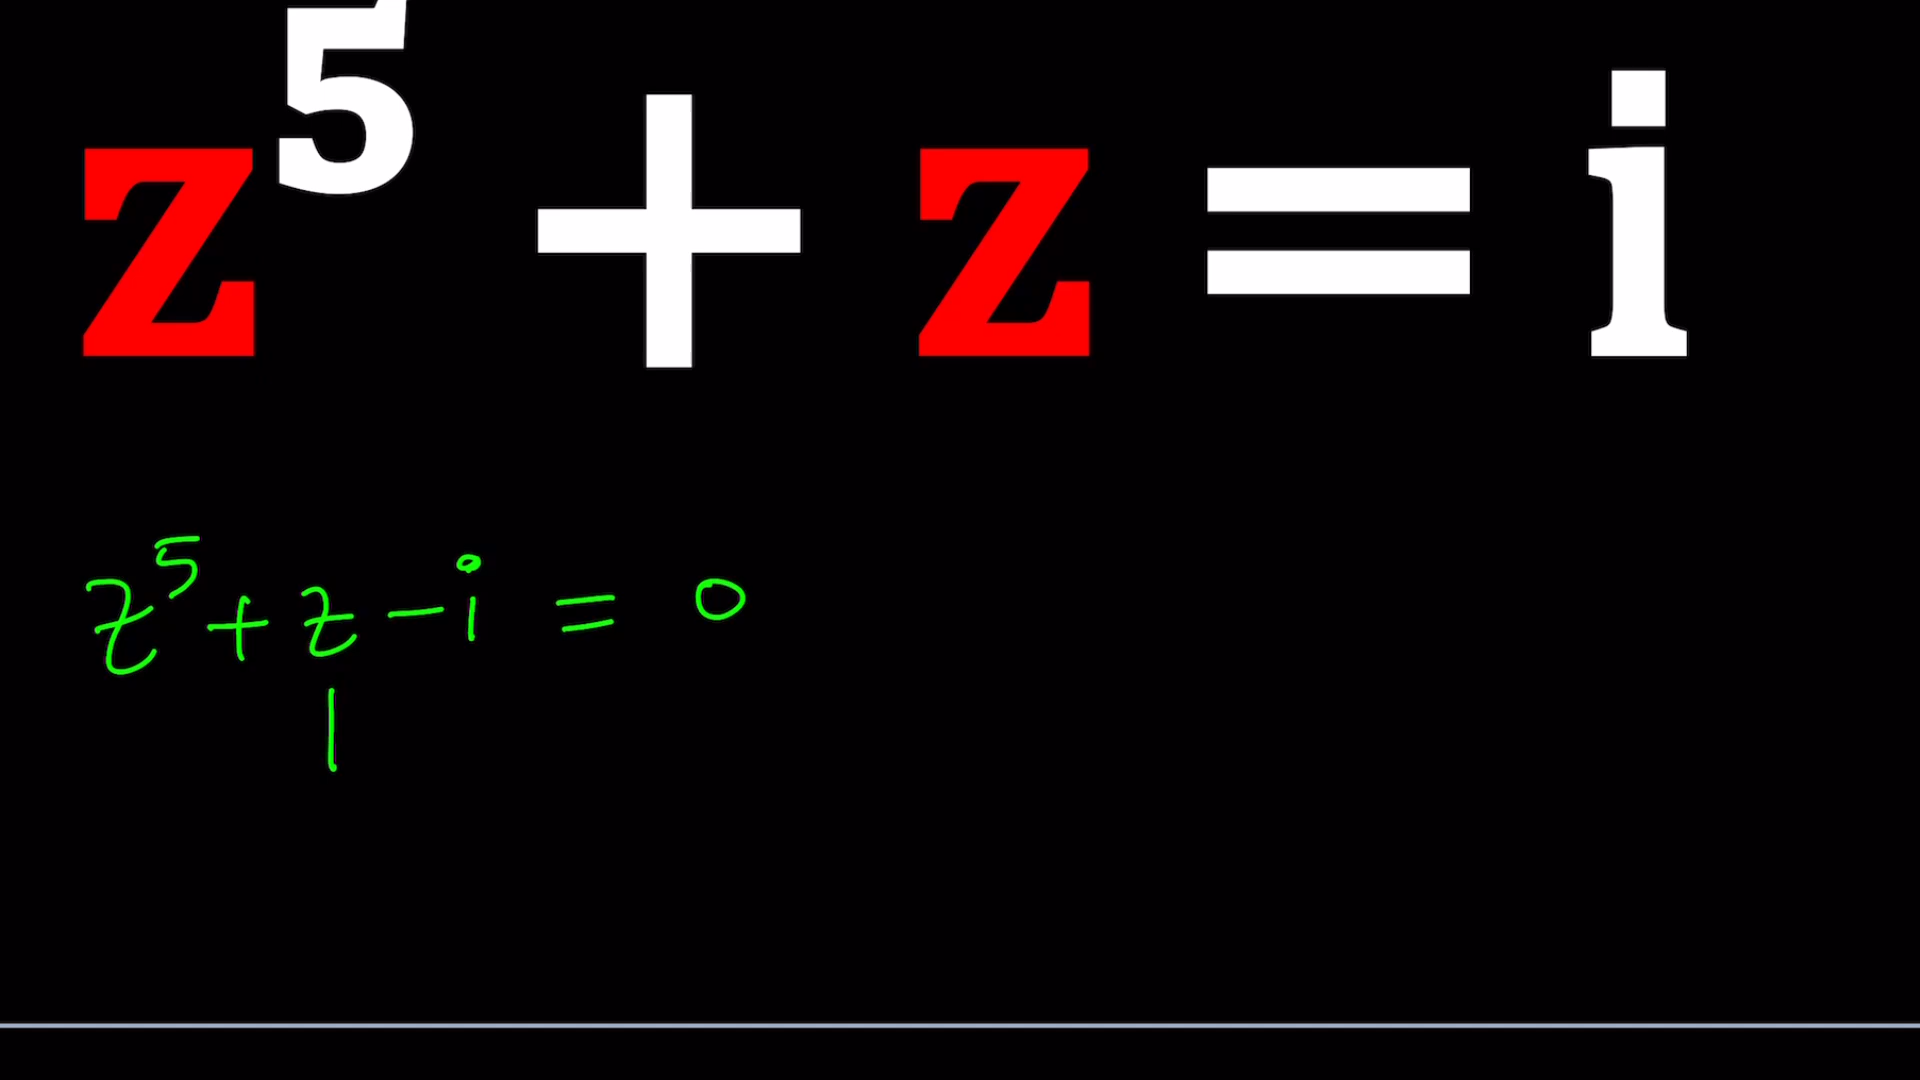 z⁵ + z = i
z⁵ + z - i = 0
|